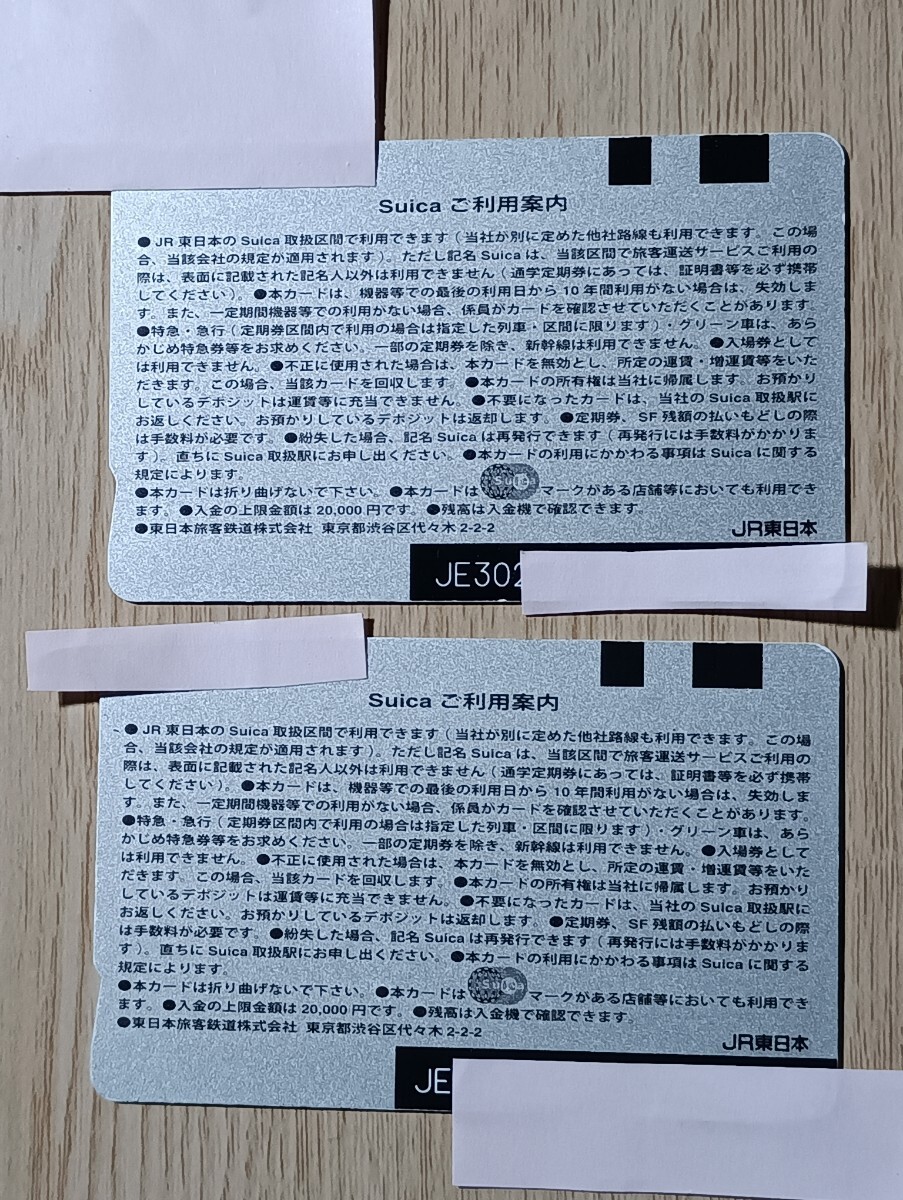 Suica ご利用案内
●JR東日本のSuica取扱区間で利用できます(当社が別に定めた他社路線も利用できます。この場
合、当該会社の規定が適用されます)。ただし記名Suicaは、当該区間で旅客運送サービスご利用の
際は、表面に記載された記名人以外は利用できません(通学定期券にあっては、証明書等を必ず携帯
してください)。●本カードは、機器等での最後の利用日から10年間利用がない場合は、失効しま
す。また、一定期間機器等での利用がない場合、係員がカードを確認させていただくことがあります。
●特急・急行(定期券区間内で利用の場合は指定した列車・区間に限ります)・グリーン車は、あら
かじめ特急券等をお求めください。一部の定期券を除き、新幹線は利用できません。●入場券として
は利用できません。●不正に使用された場合は、本カードを無効とし、所定の運賃・増運賃等をいた
だきます。この場合、当該カードを回収します。●本カードの所有権は当社に帰属します。お預かり
しているデポジットは運賃等に充当できません。●不要になったカードは、当社のSuica取扱駅に
お返しください。お預かりしているデポジットは返却します。●定期券、SF残額の払いもどしの際
は手数料が必要です。●紛失した場合、記名Suicaは再発行できます(再発行には手数料がかかりま
す)。直ちにSuica取扱駅にお申し出ください。●本カードの利用にかかわる事項はSuicaに関する
規定によります。
●本カードは折り曲げないで下さい。●本カードは Suica マークがある店舗等においても利用でき
ます。●入金の上限金額は20,000円です。●残高は入金機で確認できます。
●東日本旅客鉄道株式会社 東京都渋谷区代々木2-2-2
JR東日本
JE302
Suica ご利用案内
●JR東日本のSuica取扱区間で利用できます(当社が別に定めた他社路線も利用できます。この場
合、当該会社の規定が適用されます)。ただし記名Suicaは、当該区間で旅客運送サービスご利用の
際は、表面に記載された記名人以外は利用できません(通学定期券にあっては、証明書等を必ず携帯
してください)。●本カードは、機器等での最後の利用日から10年間利用がない場合は、失効しま
す。また、一定期間機器等での利用がない場合、係員がカードを確認させていただくことがあります。
●特急・急行(定期券区間内で利用の場合は指定した列車・区間に限ります)・グリーン車は、あら
かじめ特急券等をお求めください。一部の定期券を除き、新幹線は利用できません。●入場券として
は利用できません。●不正に使用された場合は、本カードを無効とし、所定の運賃・増運賃等をいた
だきます。この場合、当該カードを回収します。●本カードの所有権は当社に帰属します。お預かり
しているデポジットは運賃等に充当できません。●不要になったカードは、当社のSuica取扱駅に
お返しください。お預かりしているデポジットは返却します。●定期券、SF残額の払いもどしの際
は手数料が必要です。●紛失した場合、記名Suicaは再発行できます(再発行には手数料がかかりま
す)。直ちにSuica取扱駅にお申し出ください。●本カードの利用にかかわる事項はSuicaに関する
規定によります。
●本カードは折り曲げないで下さい。●本カードは Suica マークがある店舗等においても利用でき
ます。●入金の上限金額は20,000円です。●残高は入金機で確認できます。
●東日本旅客鉄道株式会社 東京都渋谷区代々木2-2-2
JR東日本
JE